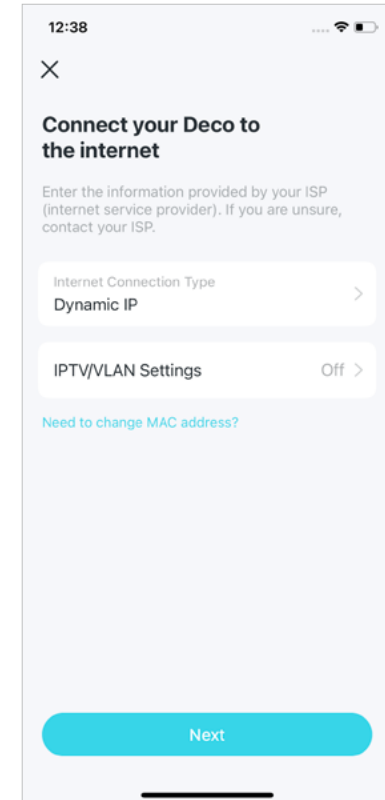 12:38
Connect your Deco to
the internet
Enter the information provided by your ISP
(internet service provider). If you are unsure,
contact your ISP.
Internet Connection Type
Dynamic IP
IPTV/VLAN Settings Off
Need to change MAC address?
Next